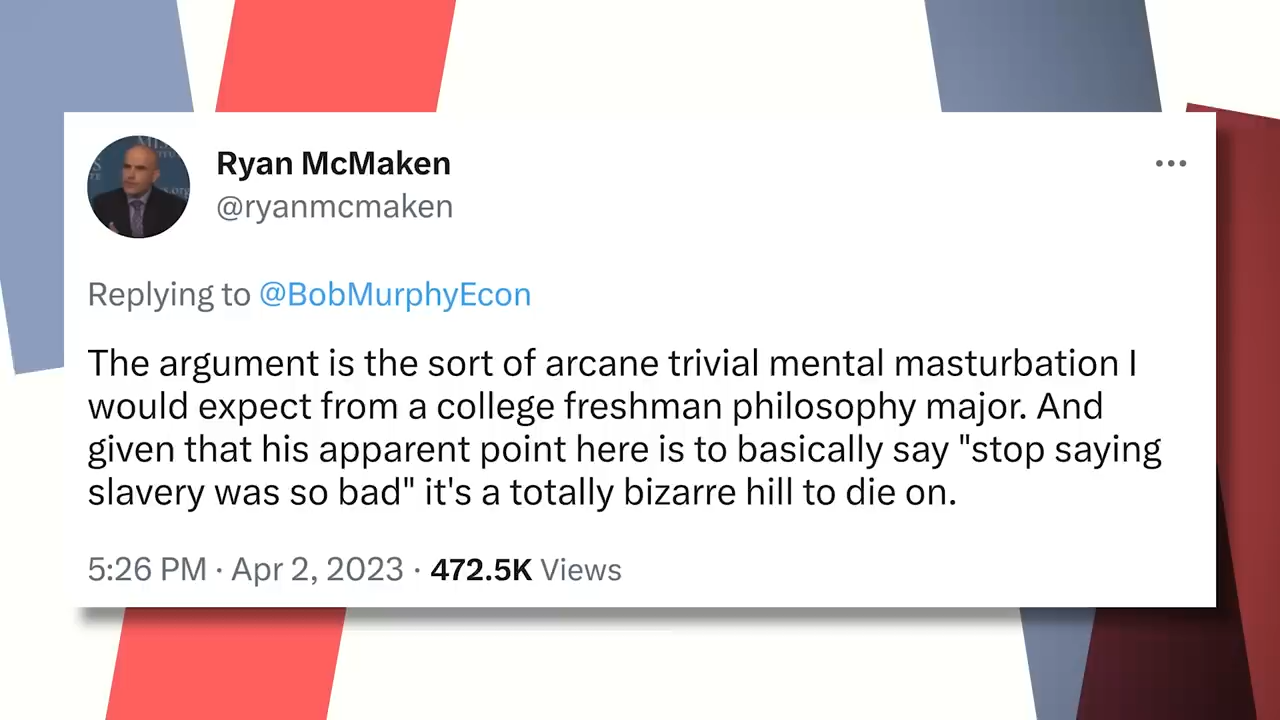 Ryan McMaken
@ryanmcmaken
Replying to @BobMurphyEcon
The argument is the sort of arcane trivial mental masturbation I
would expect from a college freshman philosophy major. And
given that his apparent point here is to basically say "stop saying
slavery was so bad" it's a totally bizarre hill to die on.
5:26 PM · Apr 2, 2023 · 472.5K Views